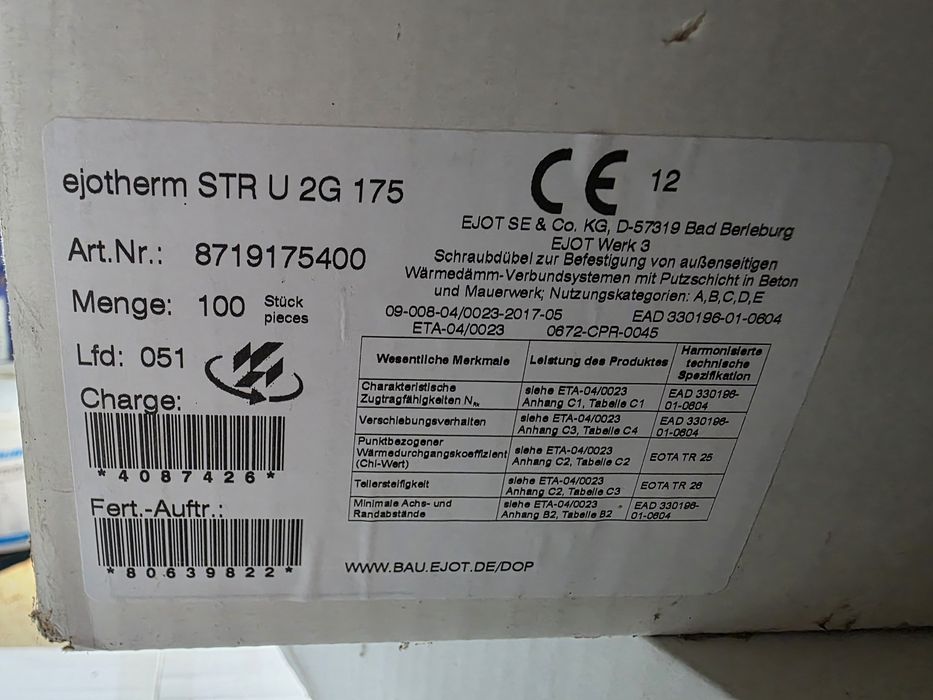 ejotherm STR U 2G 175
Art.Nr.: 8719175400
Menge: 100 Stück
pieces
Lfd: 051
Charge:
*4087426*
Fert.-Auftr.:
*80639822*
CE 12
EJOT SE & Co. KG, D-57319 Bad Berleburg
EJOT Werk 3
Schraubdübel zur Befestigung von außenseitigen
Wärmedämm-Verbundsystemen mit Putzschicht in Beton
und Mauerwerk; Nutzungskategorien: A,B,C,D,E
09-008-04/0023-2017-05 EAD 330196-01-0604
ETA-04/0023 0672-CPR-0045
Wesentliche Merkmale
Leistung des Produktes
Harmonisierte
technische
Spezifikation
Charakteristische
Zugtragfähigkeiten NRk
siehe ETA-04/0023
Anhang C1, Tabelle C1
EAD 330196-
01-0604
Verschiebungsverhalten
siehe ETA-04/0023
Anhang C3, Tabelle C4
EAD 330196-
01-0604
Punktbezogener
Wärmedurchgangskoeffizient
(Chi-Wert)
siehe ETA-04/0023
Anhang C2, Tabelle C2
EOTA TR 25
Tellersteifigkeit
siehe ETA-04/0023
Anhang C2, Tabelle C3
EOTA TR 26
Minimale Achs- und
Randabstände
siehe ETA-04/0023
Anhang B2, Tabelle B2
EAD 330196-
01-0604
WWW.BAU.EJOT.DE/DOP